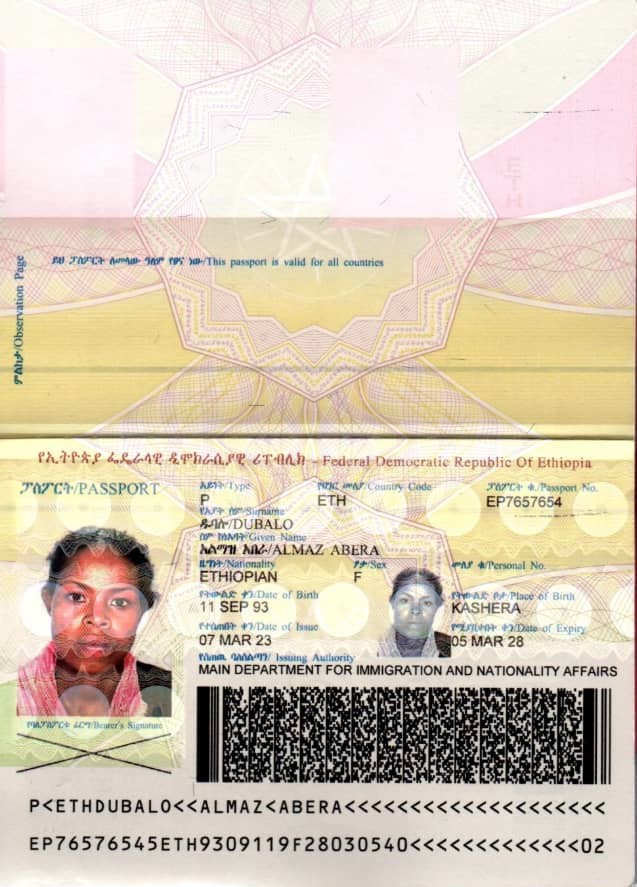 ምልከታ/Observation Page
ይህ ፓስፖርት ለመላው ዓለም የፀና ነው/This passport is valid for all countries
ETH
የኢትዮጵያ ፌዴራላዊ ዲሞክራሲያዊ ሪፐብሊክ - Federal Democratic Republic Of Ethiopia
ፓስፖርት/PASSPORT
አይነት/Type የሀገር መለያ/Country Code ፓስፖርት ቁ./Passport No.
P ETH EP7657654
የአያት ስም/Surname
ዱባሎ/DUBALO
ስም ከነአባት/Given Name
አልማዝ አበራ/ALMAZ ABERA
ዜግነት/Nationality ፆታ/Sex መለያ ቁ/Personal No.
ETHIOPIAN F
የትውልድ ቀን/Date of Birth የትውልድ ቦታ/Place of Birth
11 SEP 93 KASHERA
የተሰጠበት ቀን/Date of Issue የሚያበቃበት ቀን/Date of Expiry
07 MAR 23 05 MAR 28
የሰጠዉ ባለስልጣን/ Issuing Authority
MAIN DEPARTMENT FOR IMMIGRATION AND NATIONALITY AFFAIRS
የባለፓስፖርቱ ፊርማ/Bearer's Signature
P<ETHDUBALO<<ALMAZ<ABERA<<<<<<<<<<<<<<<<<<<<
EP76576545ETH9309119F28030540<<<<<<<<<<<<<02